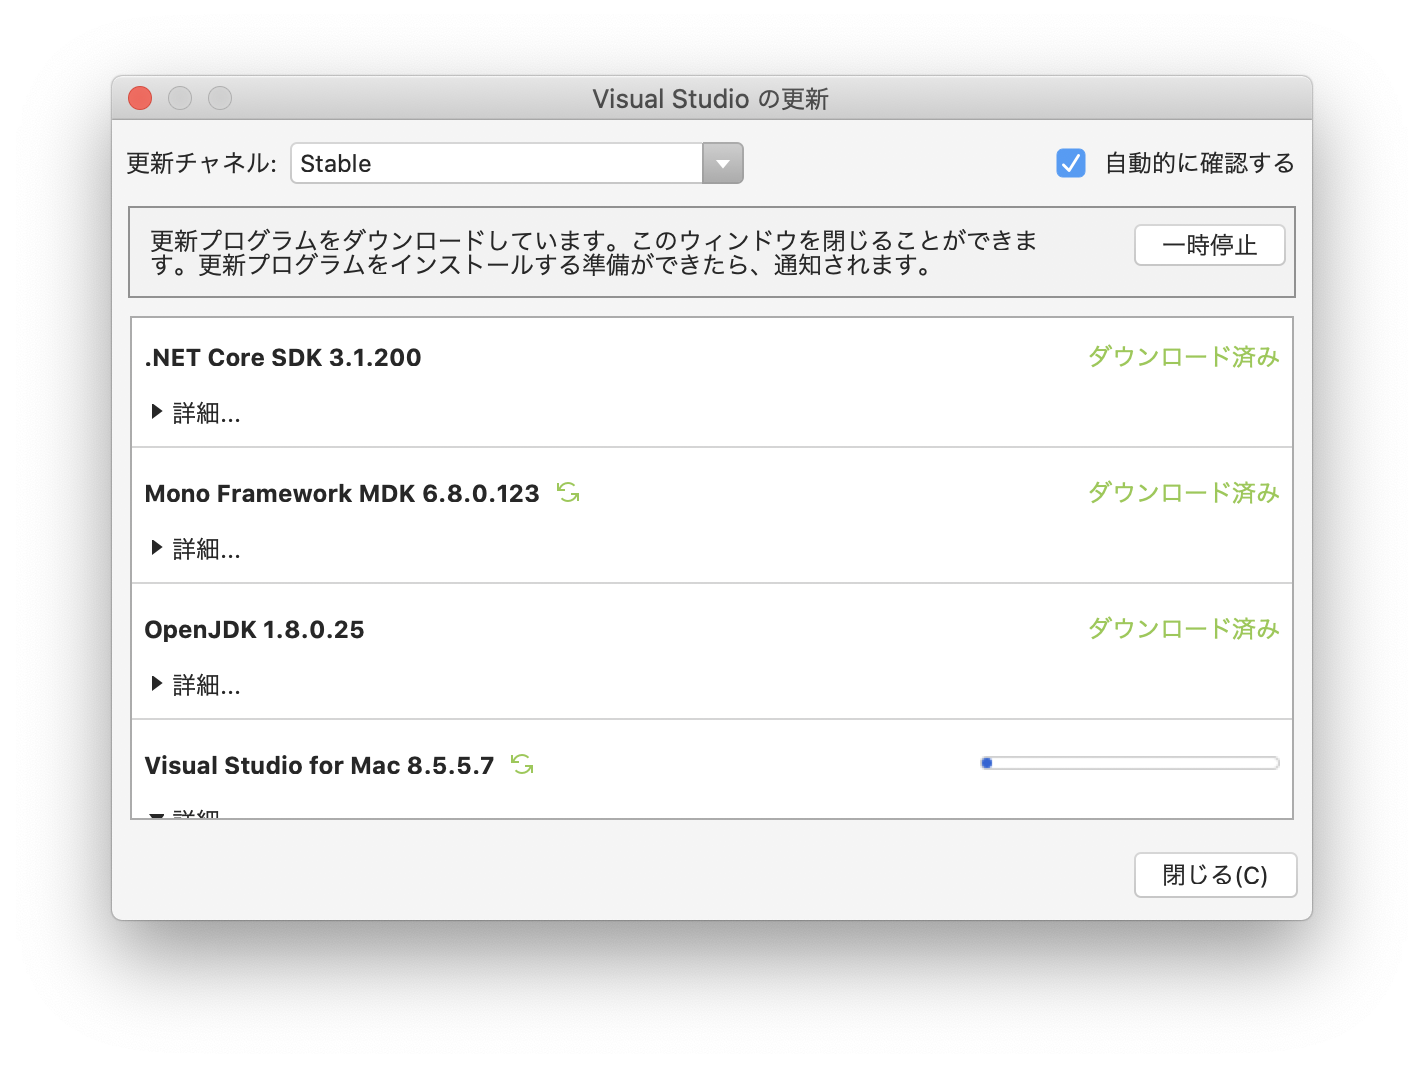 Visual Studio の更新
更新チャネル: Stable 自動的に確認する
更新プログラムをダウンロードしています。このウィンドウを閉じることができま
す。更新プログラムをインストールする準備ができたら、通知されます。
一時停止
.NET Core SDK 3.1.200 ダウンロード済み
詳細...
Mono Framework MDK 6.8.0.123 ダウンロード済み
詳細...
OpenJDK 1.8.0.25 ダウンロード済み
詳細...
Visual Studio for Mac 8.5.5.7
詳細
閉じる(C)